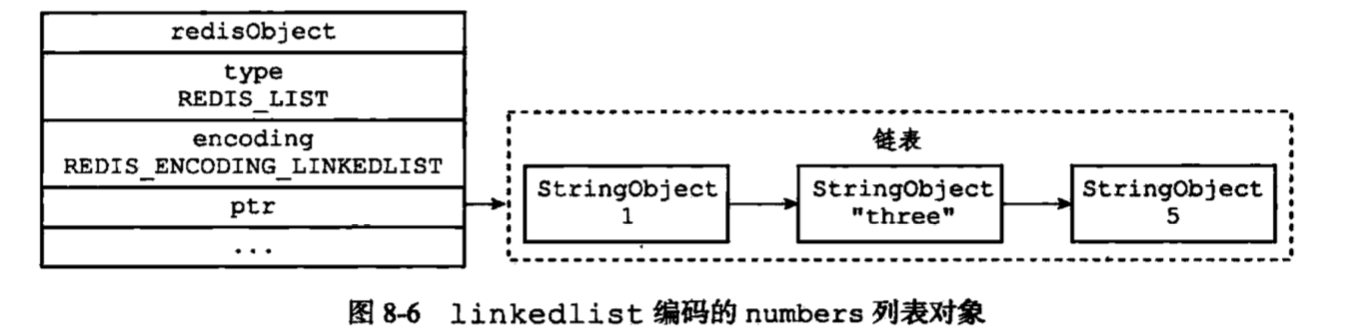 redisObject
type
REDIS_LIST
encoding
REDIS_ENCODING_LINKEDLIST
ptr
...
链表
StringObject
1
StringObject
"three"
StringObject
5
图 8-6 linkedlist 编码的 numbers 列表对象